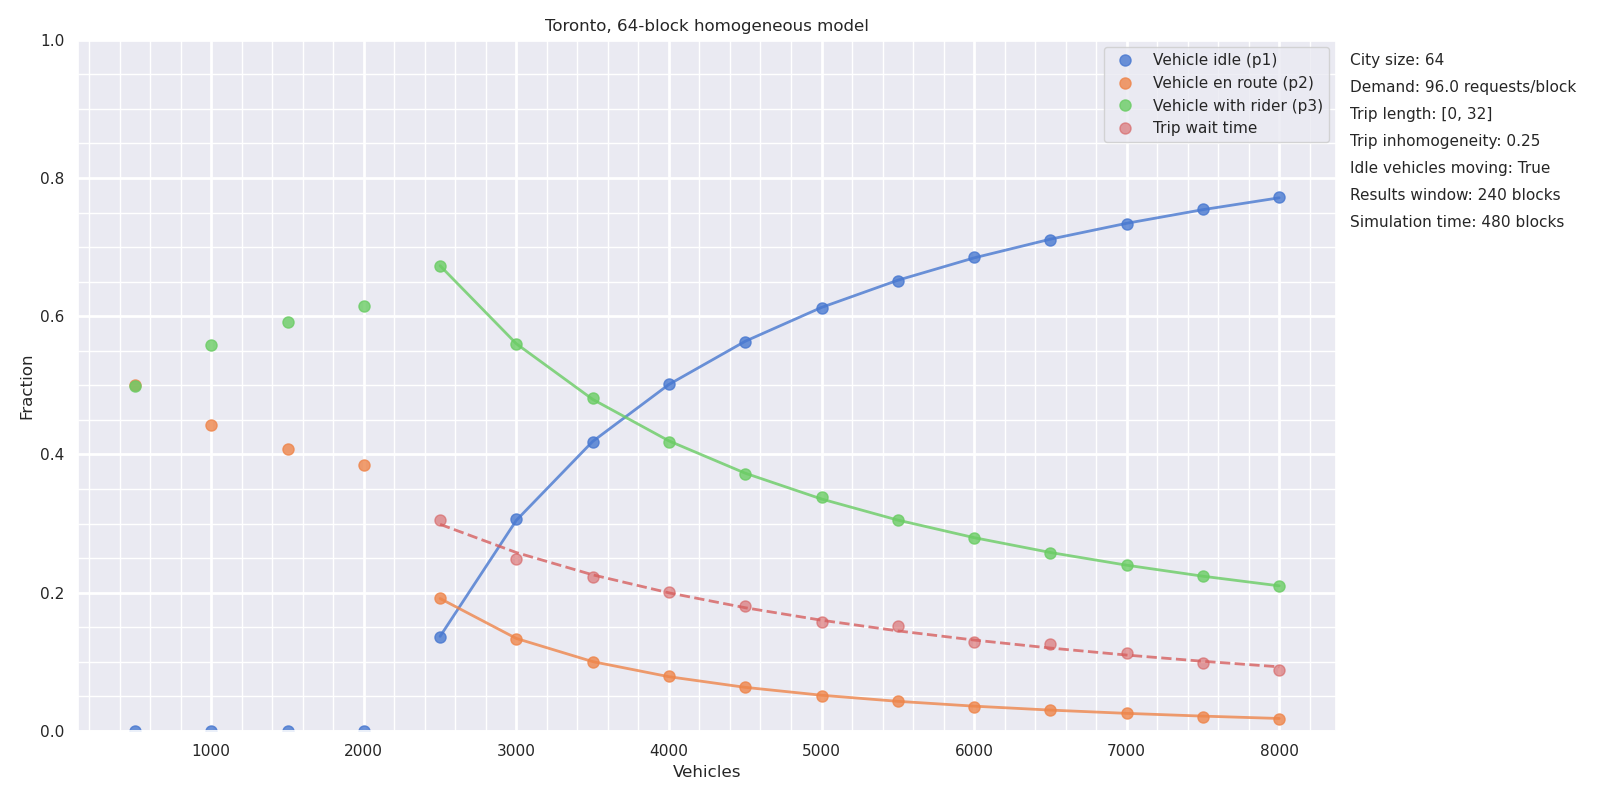 Toronto, 64-block homogeneous model
1.0
0.8
0.6
0.4
0.2
0.0
Fraction
Vehicle idle (p1)
Vehicle en route (p2)
Vehicle with rider (p3)
Trip wait time
City size: 64
Demand: 96.0 requests/block
Trip length: [0, 32]
Trip inhomogeneity: 0.25
Idle vehicles moving: True
Results window: 240 blocks
Simulation time: 480 blocks
1000 2000 3000 4000 5000 6000 7000 8000
Vehicles